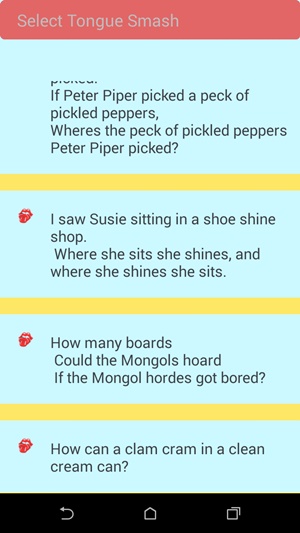 Select Tongue Smash
picked.
If Peter Piper picked a peck of
pickled peppers,
Wheres the peck of pickled peppers
Peter Piper picked?
I saw Susie sitting in a shoe shine
shop.
Where she sits she shines, and
where she shines she sits.
How many boards
Could the Mongols hoard
If the Mongol hordes got bored?
How can a clam cram in a clean
cream can?